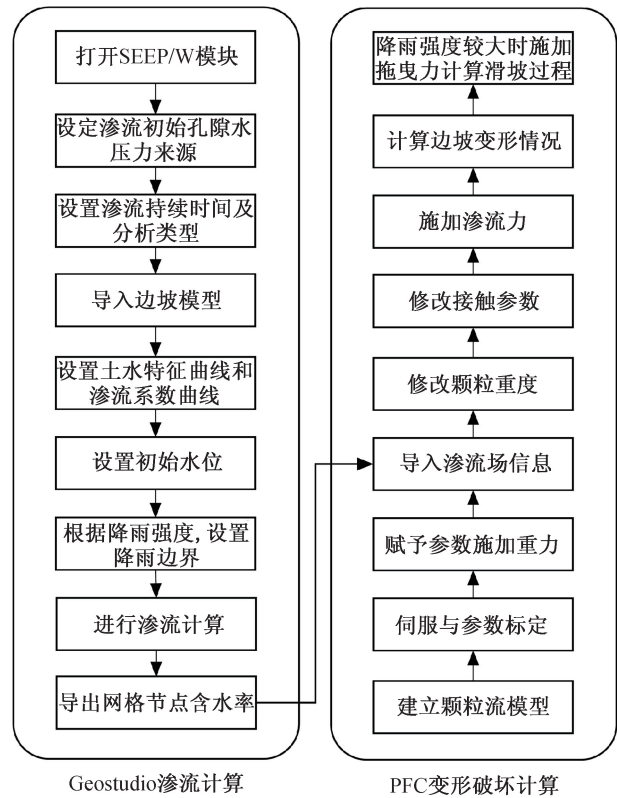 打开SEEP/W模块
设定渗流初始孔隙水
压力来源
设置渗流持续时间及
分析类型
导入边坡模型
设置土水特征曲线和
渗流系数曲线
设置初始水位
根据降雨强度,设置
降雨边界
进行渗流计算
导出网格节点含水率
Geostudio渗流计算
降雨强度较大时施加
拖曳力计算滑坡过程
计算边坡变形情况
施加渗流力
修改接触参数
修改颗粒重度
导入渗流场信息
赋予参数施加重力
伺服与参数标定
建立颗粒流模型
PFC变形破坏计算